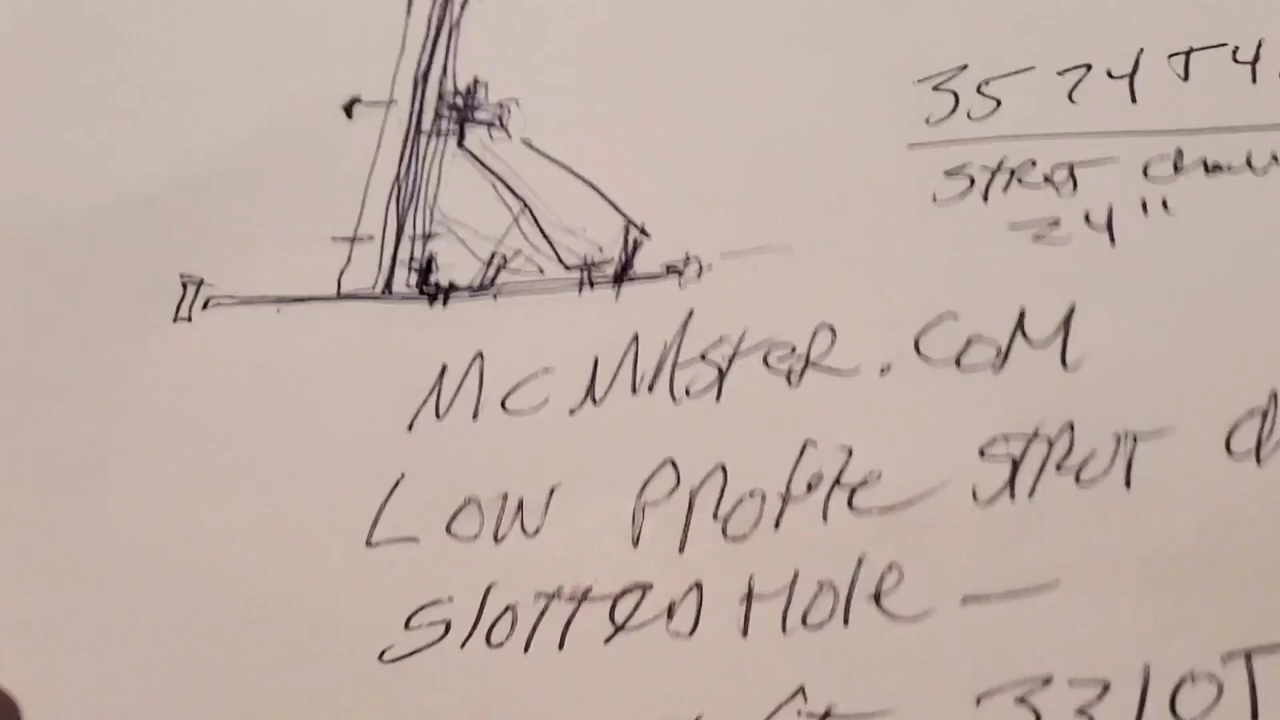 3574T4
STRUT
24"
McMASTER.COM
LOW PROFILE STRUT
SlOTTED HOlE —
3310T